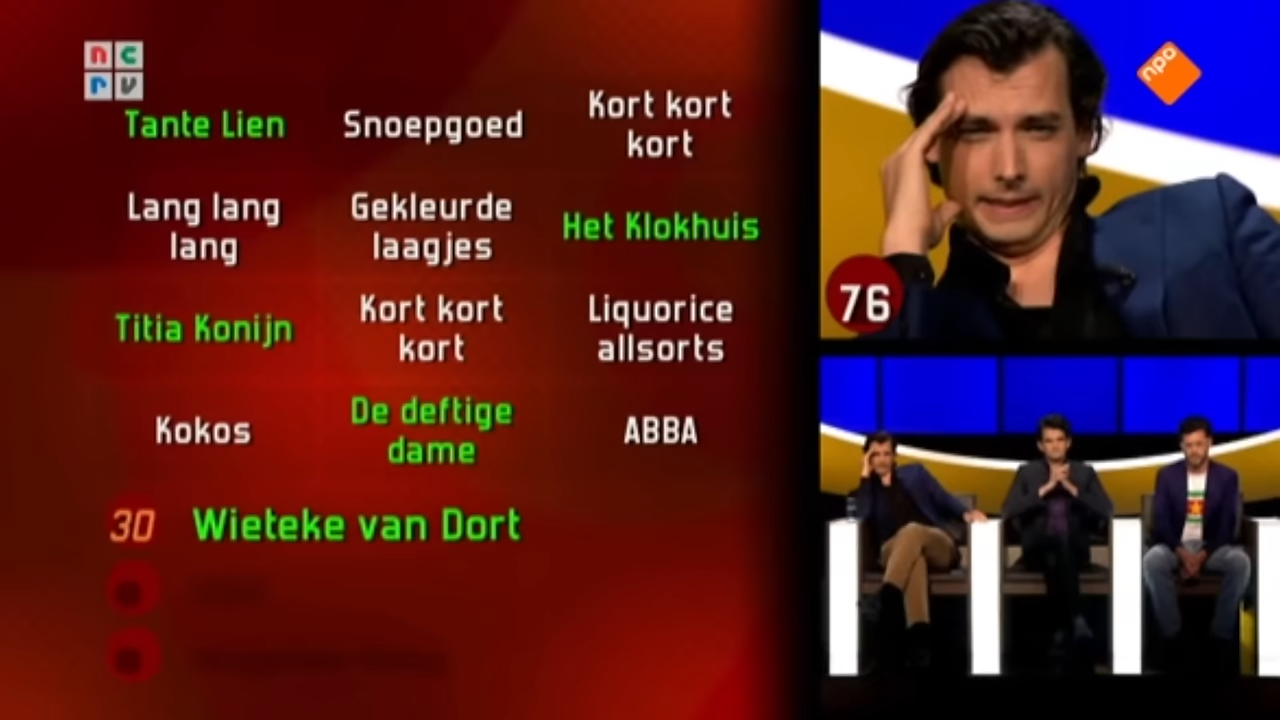 ncrv
npo
Tante Lien
Snoepgoed
Kort kort
kort
Lang lang
lang
Gekleurde
laagjes
Het Klokhuis
Titia Konijn
Kort kort
kort
Liquorice
allsorts
Kokos
De deftige
dame
ABBA
30 Wieteke van Dort
76